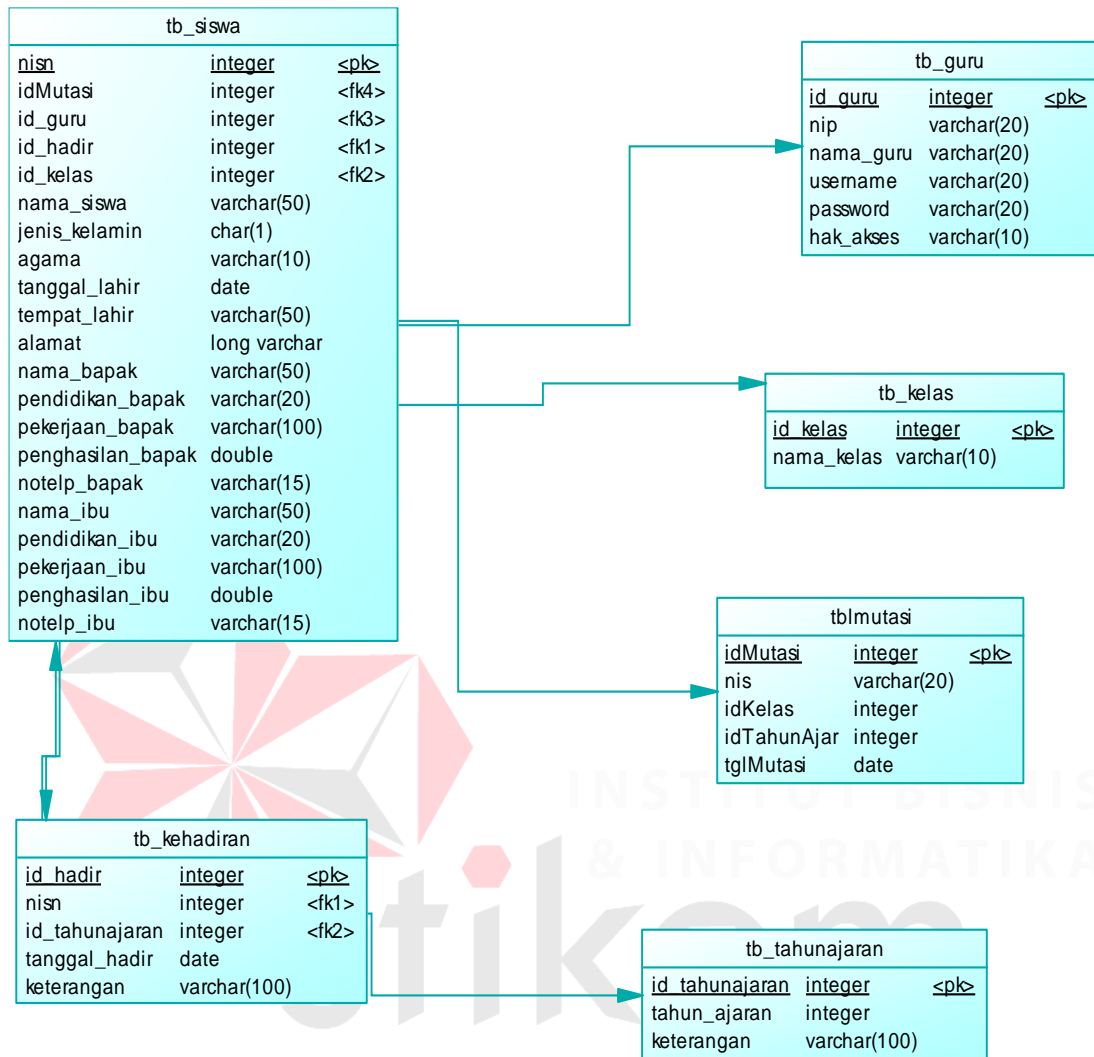 tb_siswa
nisn integer <pk>
idMutasi integer <fk4>
id_guru integer <fk3>
id_hadir integer <fk1>
id_kelas integer <fk2>
nama_siswa varchar(50)
jenis_kelamin char(1)
agama varchar(10)
tanggal_lahir date
tempat_lahir varchar(50)
alamat long varchar
nama_bapak varchar(50)
pendidikan_bapak varchar(20)
pekerjaan_bapak varchar(100)
penghasilan_bapak double
notelp_bapak varchar(15)
nama_ibu varchar(50)
pendidikan_ibu varchar(20)
pekerjaan_ibu varchar(100)
penghasilan_ibu double
notelp_ibu varchar(15)
tb_guru
id_guru integer <pk>
nip varchar(20)
nama_guru varchar(20)
username varchar(20)
password varchar(20)
hak_akses varchar(10)
tb_kelas
id_kelas integer <pk>
nama_kelas varchar(10)
tblmutasi
idMutasi integer <pk>
nis varchar(20)
idKelas integer
idTahunAjar integer
tglMutasi date
INSTITUT BISNIS
& INFORMATIKA
stikom
tb_kehadiran
id_hadir integer <pk>
nisn integer <fk1>
id_tahunajaran integer <fk2>
tanggal_hadir date
keterangan varchar(100)
tb_tahunajaran
id_tahunajaran integer <pk>
tahun_ajaran integer
keterangan varchar(100)